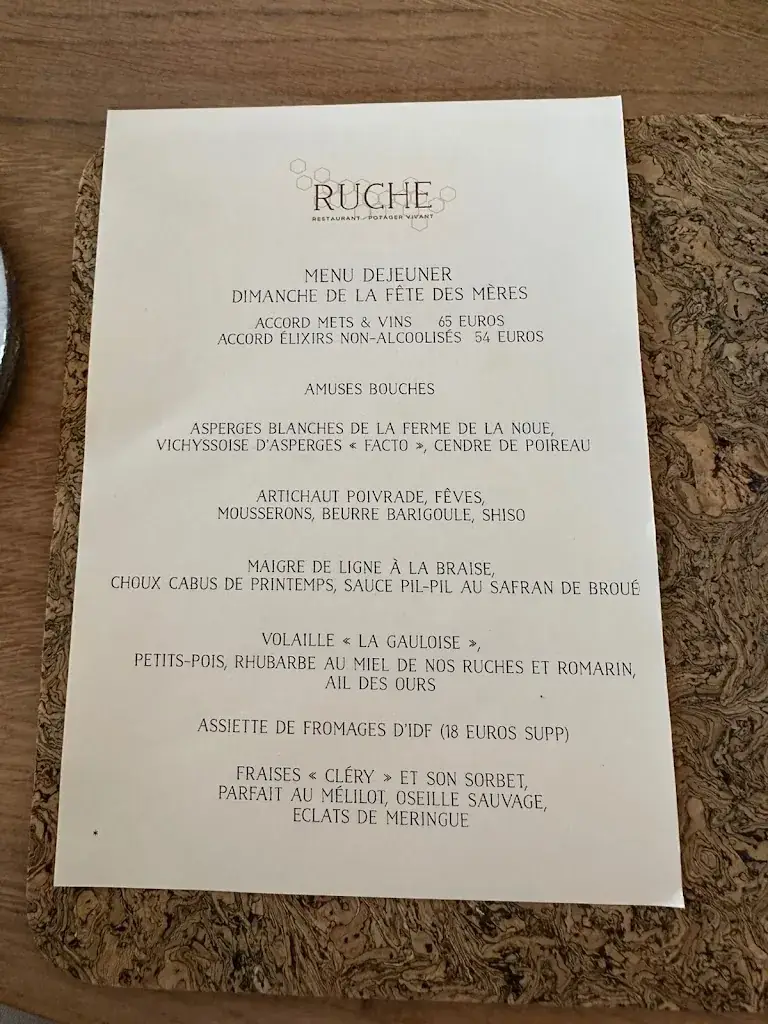 RUCHE
RESTAURANT - POTAGER VIVANT
MENU DEJEUNER
DIMANCHE DE LA FÊTE DES MÈRES
ACCORD METS & VINS 65 EUROS
ACCORD ÉLIXIRS NON-ALCOOLISÉS 54 EUROS
AMUSES BOUCHES
ASPERGES BLANCHES DE LA FERME DE LA NOUE,
VICHYSSOISE D'ASPERGES « FACTO », CENDRE DE POIREAU
ARTICHAUT POIVRADE, FÊVES,
MOUSSERONS, BEURRE BARIGOULE, SHISO
MAIGRE DE LIGNE À LA BRAISE,
CHOUX CABUS DE PRINTEMPS, SAUCE PIL-PIL AU SAFRAN DE BROUÉ
VOLAILLE « LA GAULOISE »,
PETITS-POIS, RHUBARBE AU MIEL DE NOS RUCHES ET ROMARIN,
AIL DES OURS
ASSIETTE DE FROMAGES D'IDF (18 EUROS SUPP)
FRAISES « CLÉRY » ET SON SORBET,
PARFAIT AU MÉLILOT, OSEILLE SAUVAGE,
ECLATS DE MERINGUE